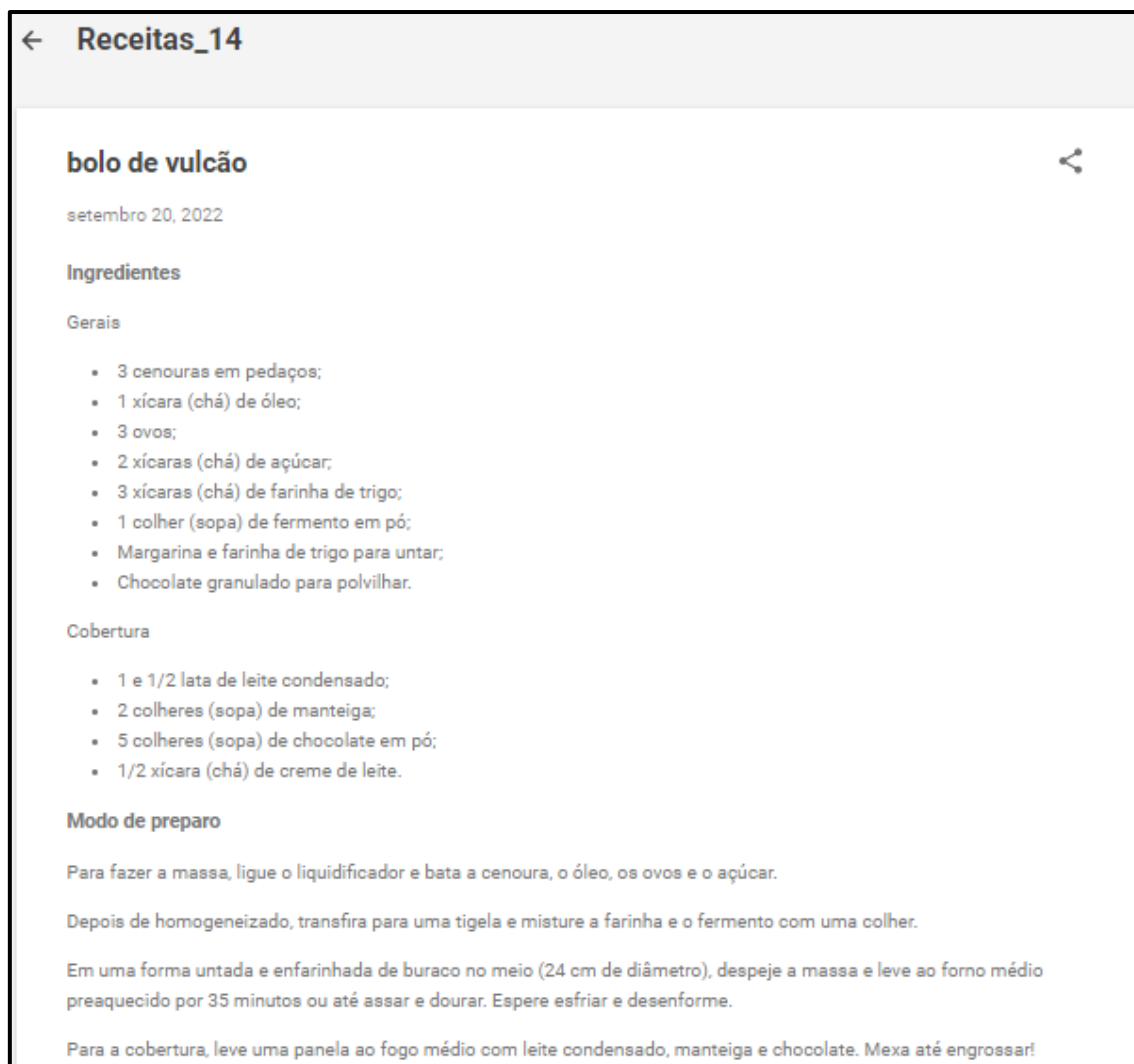 Receitas_14
bolo de vulcão
setembro 20, 2022
Ingredientes
Gerais
3 cenouras em pedaços;
1 xícara (chá) de óleo;
3 ovos;
2 xícaras (chá) de açúcar;
3 xícaras (chá) de farinha de trigo;
1 colher (sopa) de fermento em pó;
Margarina e farinha de trigo para untar;
Chocolate granulado para polvilhar.
Cobertura
1 e 1/2 lata de leite condensado;
2 colheres (sopa) de manteiga;
5 colheres (sopa) de chocolate em pó;
1/2 xícara (chá) de creme de leite.
Modo de preparo
Para fazer a massa, ligue o liquidificador e bata a cenoura, o óleo, os ovos e o açúcar.
Depois de homogeneizado, transfira para uma tigela e misture a farinha e o fermento com uma colher.
Em uma forma untada e enfarinhada de buraco no meio (24 cm de diâmetro), despeje a massa e leve ao forno médio
preaquecido por 35 minutos ou até assar e dourar. Espere esfriar e desenforme.
Para a cobertura, leve uma panela ao fogo médio com leite condensado, manteiga e chocolate. Mexa até engrossar!